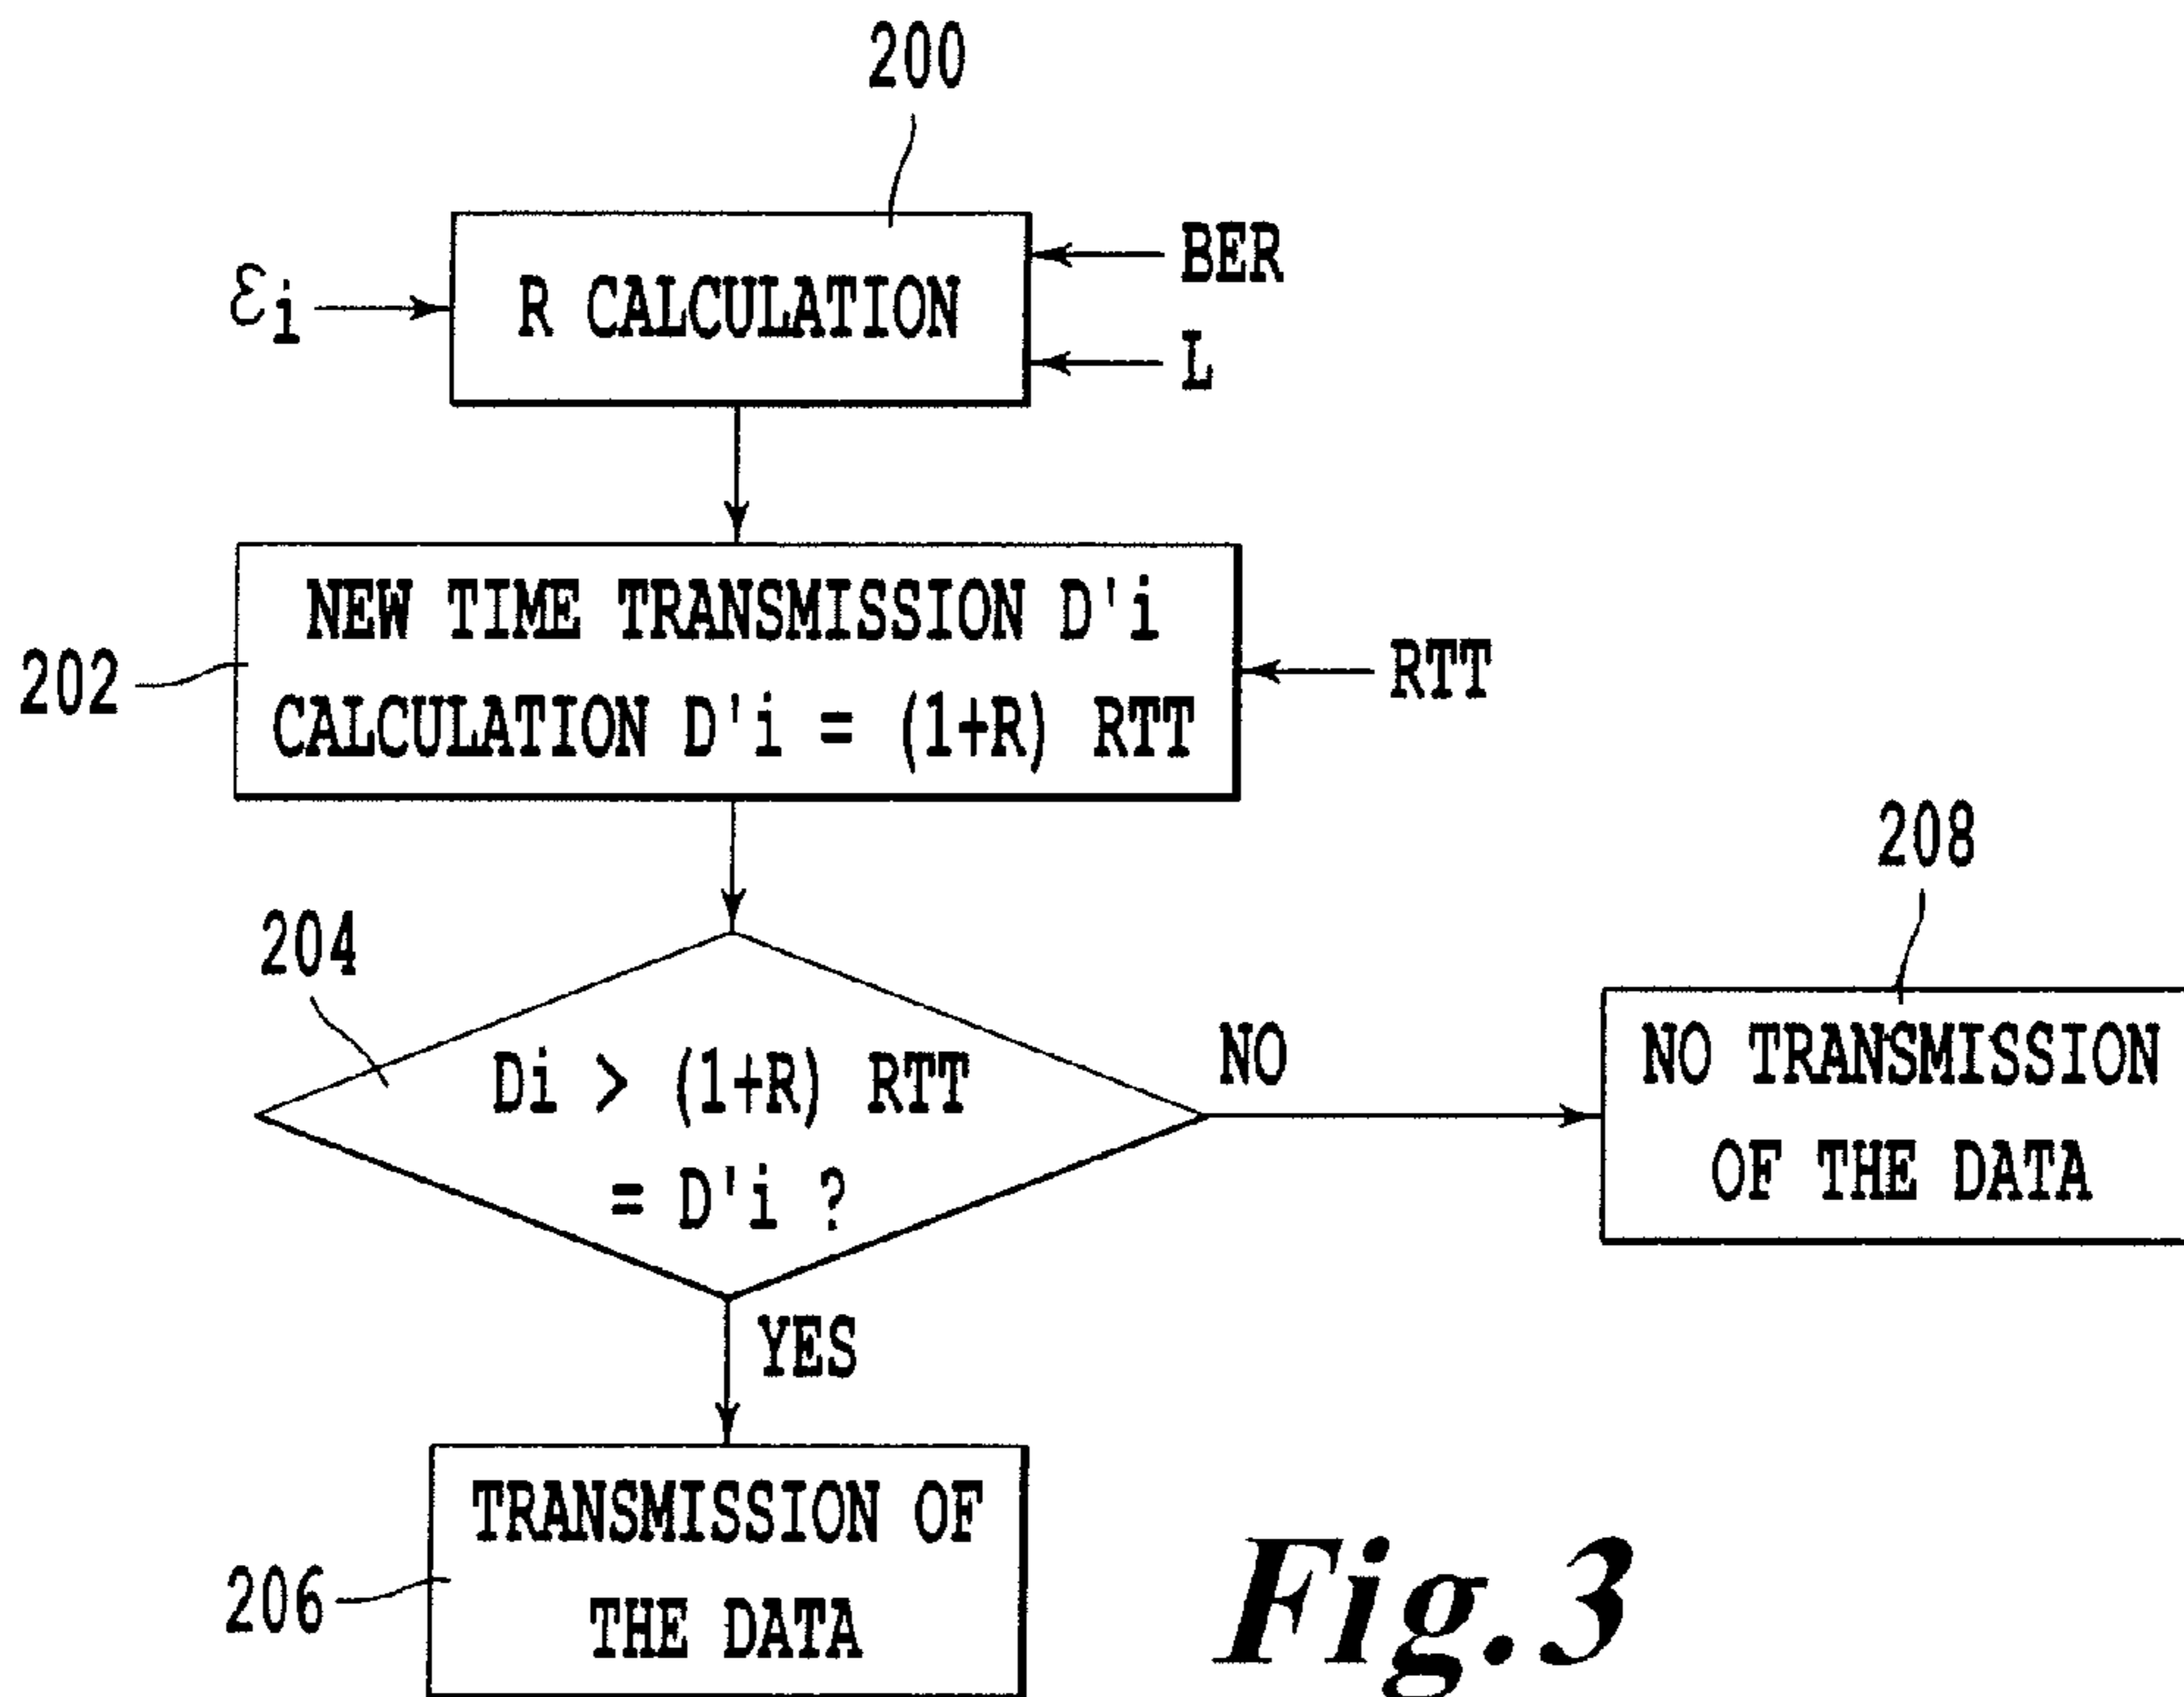 200
BER
εi
R CALCULATION
L
NEW TIME TRANSMISSION D'i
CALCULATION D'i = (1+R) RTT
RTT
202
208
204
Di > (1+R) RTT
= D'i ?
NO
NO TRANSMISSION
OF THE DATA
YES
TRANSMISSION OF
THE DATA
206
Fig.3